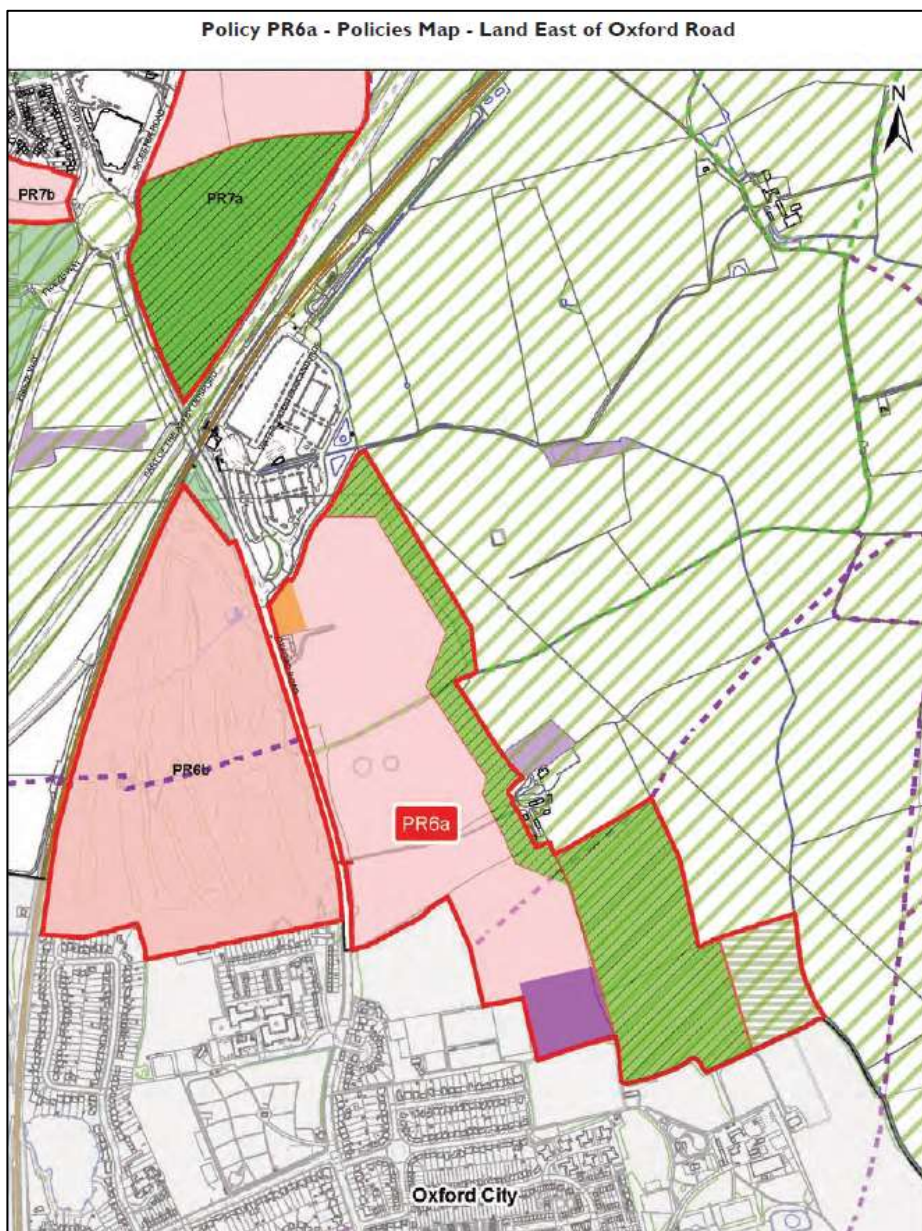 Policy PR6a - Policies Map - Land East of Oxford Road
N
PR7b
PR7a
PR6b
PR6a
Oxford City